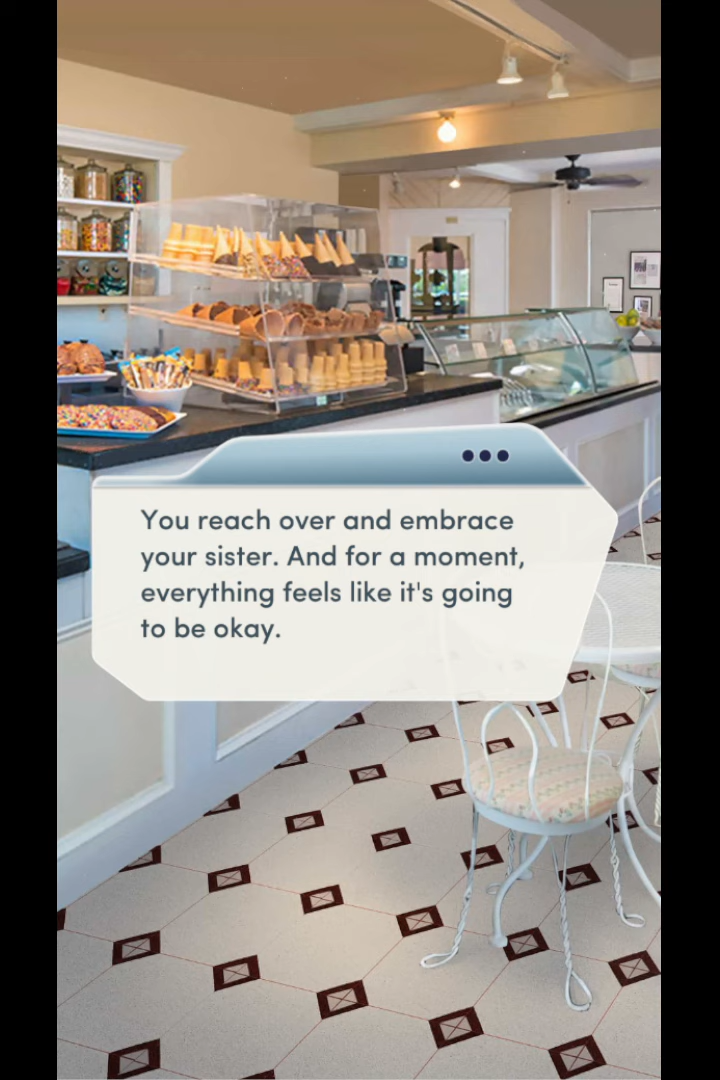 You reach over and embrace
your sister. And for a moment,
everything feels like it's going
to be okay.